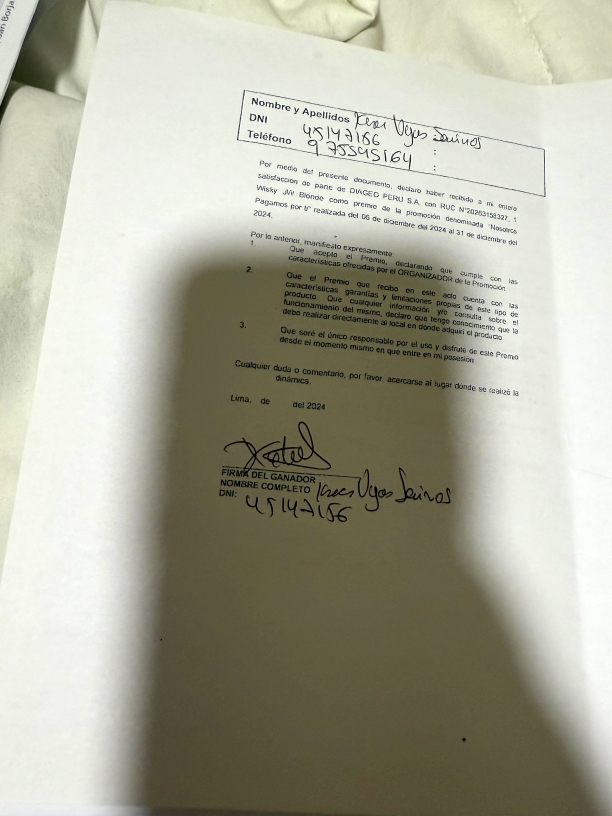 san Borja
Nombre y Apellidos
DNI 45147156 :
Teléfono 975545164 :
Por medio del presente documento, declaro haber recibido a mi entera
satisfacción de parte de DIAGEO PERU S.A. con RUC N°20263158327, 1
Wisky JW Blonde como premio de la promoción denominada "Nosotros
Pagamos por ti" realizada del 06 de diciembre del 2024 al 31 de diciembre del
2024.
Por lo anterior, manifiesto expresamente
1. Que acepto el Premio, declarando que cumple con las
características ofrecidas por el ORGANIZADOR de la Promoción
2. Que el Premio que recibo en este acto cuenta con las
características garantías y limitaciones propias de este tipo de
producto. Que cualquier información y/o consulta sobre el
funcionamiento del mismo, declaro que tengo conocimiento que la
debo realizar directamente al local en donde adquirí el producto
3. Que seré el único responsable por el uso y disfrute de este Premio
desde el momento mismo en que entre en mi posesión
Cualquier duda o comentario, por favor, acercarse al lugar dónde se realizó la
dinámica.
Lima, de del 2024
FIRMA DEL GANADOR
NOMBRE COMPLETO
DNI: 45147156